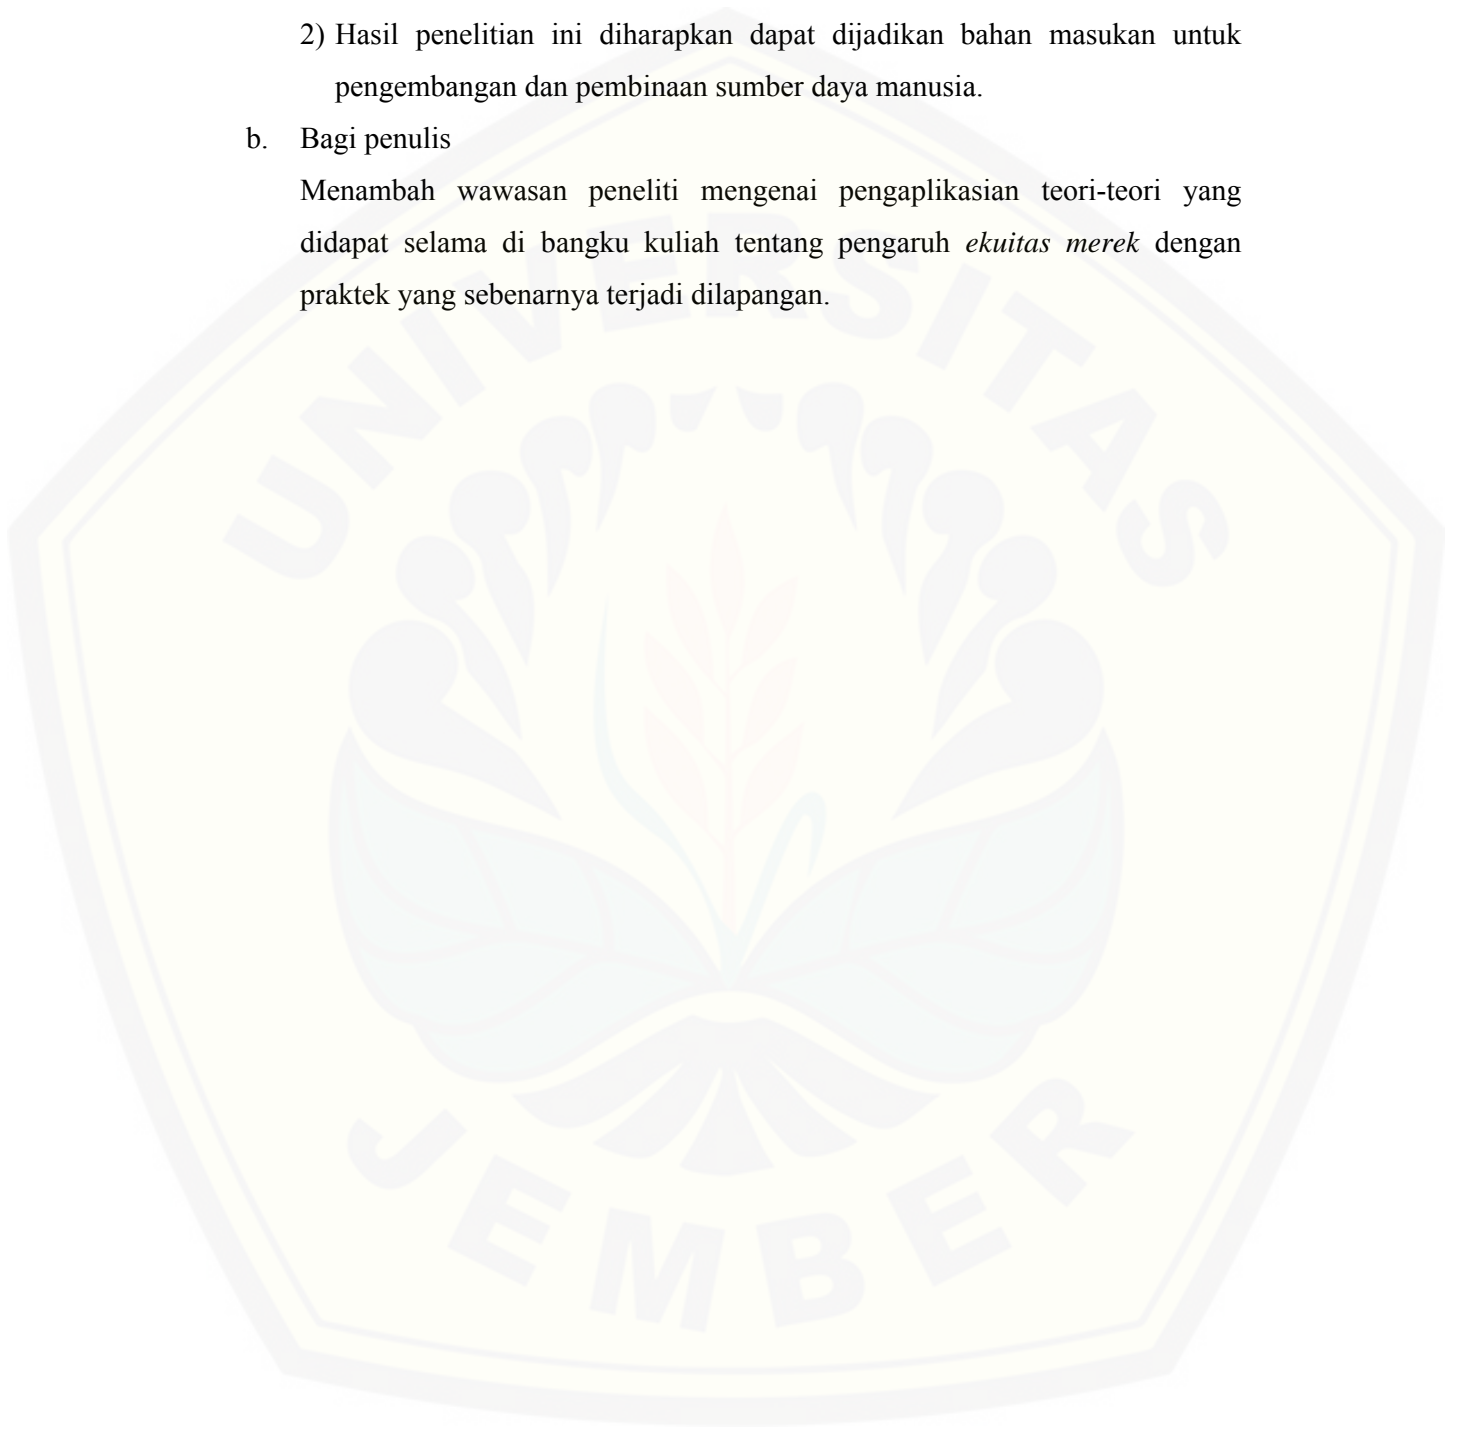 2) Hasil penelitian ini diharapkan dapat dijadikan bahan masukan untuk
pengembangan dan pembinaan sumber daya manusia.
b. Bagi penulis
Menambah wawasan peneliti mengenai pengaplikasian teori-teori yang
didapat selama di bangku kuliah tentang pengaruh ekuitas merek dengan
praktek yang sebenarnya terjadi dilapangan.
UNIVERSITAS
JEMBER